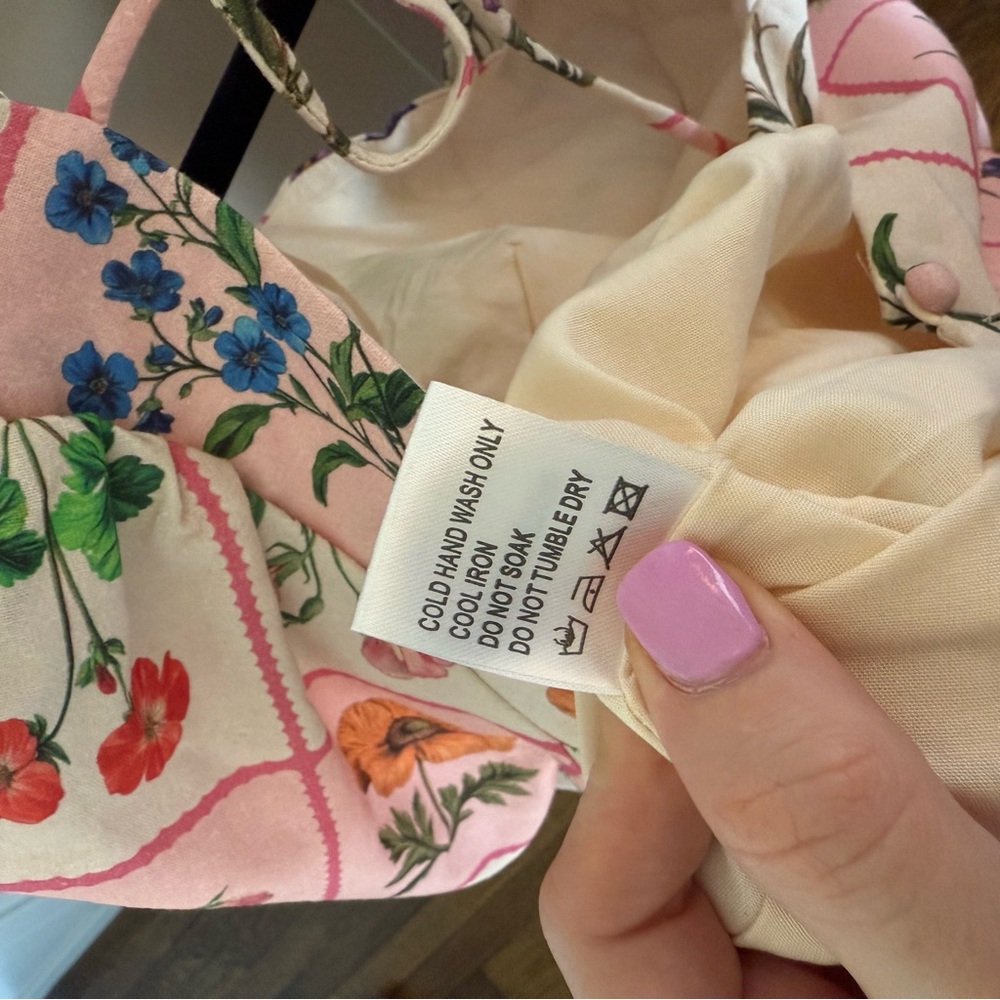 COLD HAND WASH ONLY
COOL IRON
DO NOT SOAK
DO NOT TUMBLE DRY